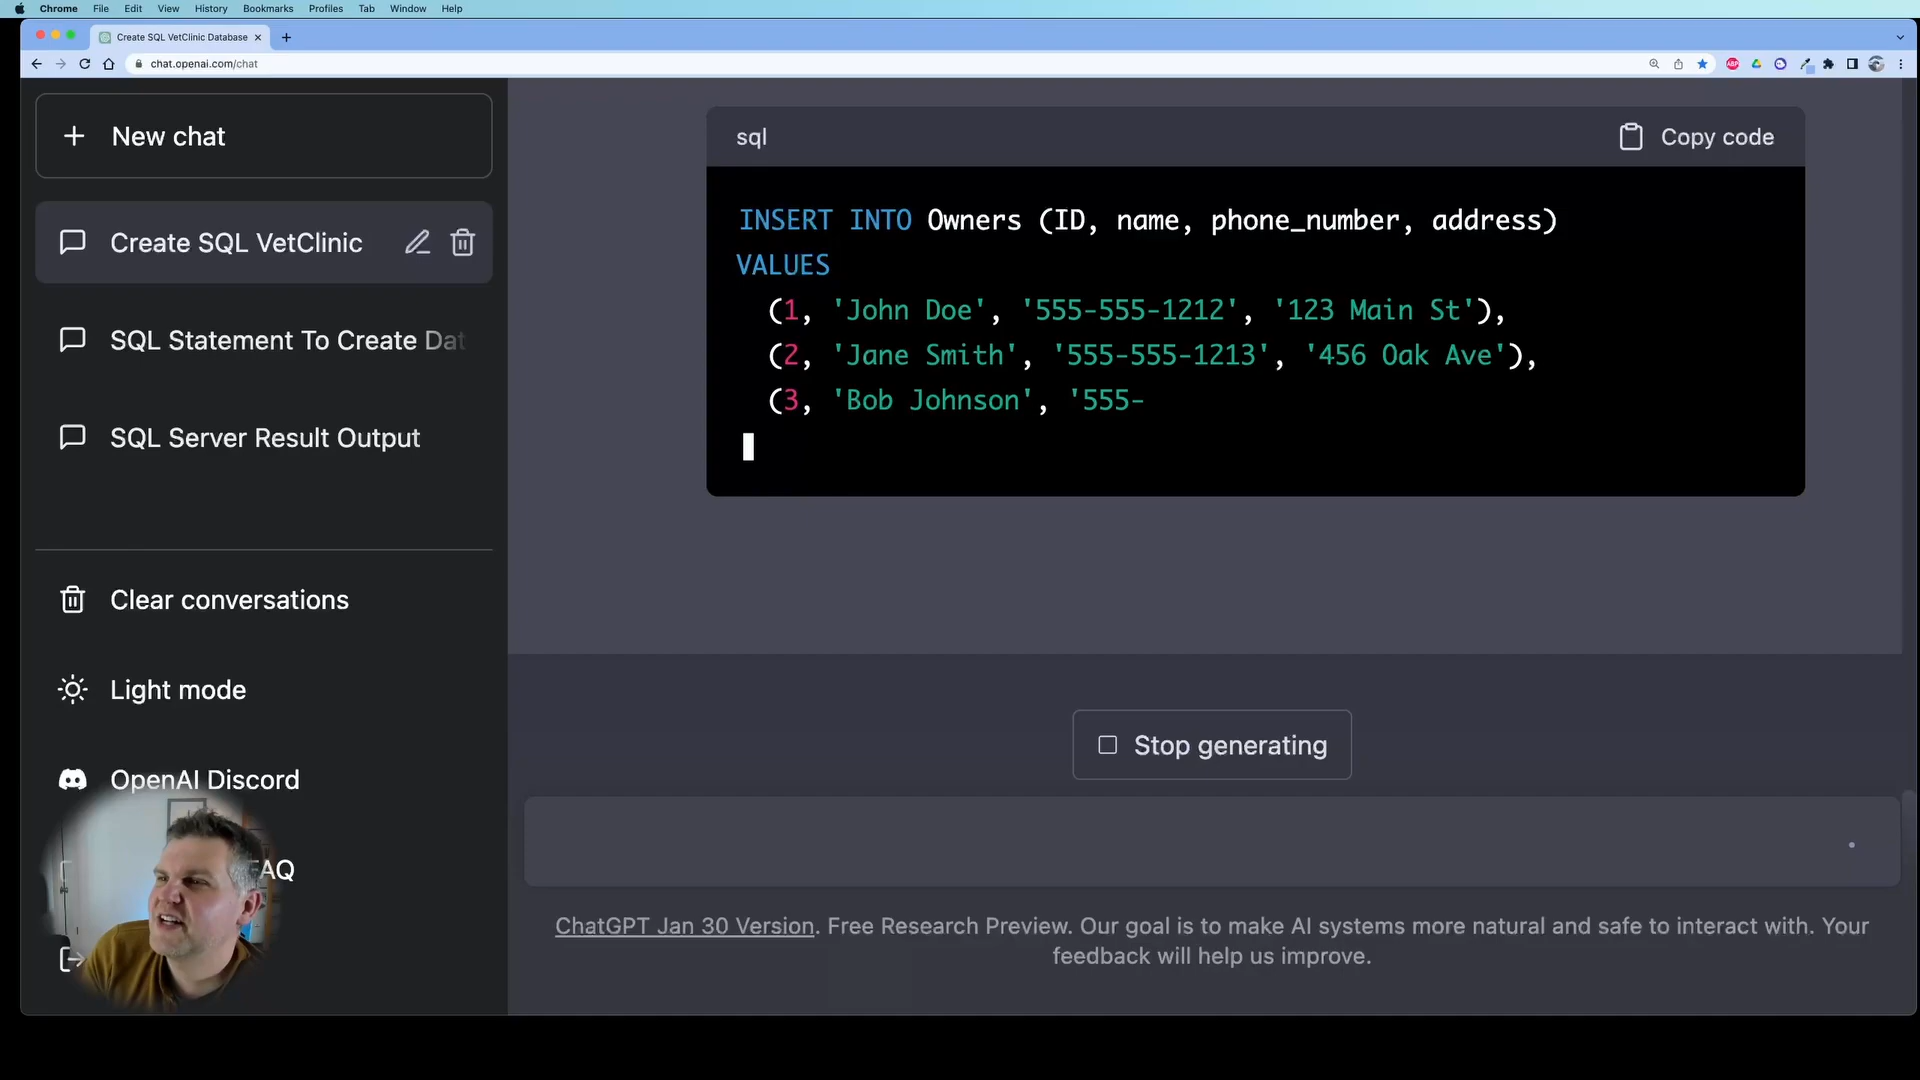 Chrome File Edit View History Bookmarks Profiles Tab Window Help
Create SQL VetClinic Database
chat.openai.com/chat
ABP
New chat
Create SQL VetClinic
SQL Statement To Create Dat
SQL Server Result Output
Clear conversations
Light mode
OpenAI Discord
AQ
sql
Copy code
INSERT INTO Owners (ID, name, phone_number, address)
VALUES
(1, 'John Doe', '555-555-1212', '123 Main St'),
(2, 'Jane Smith', '555-555-1213', '456 Oak Ave'),
(3, 'Bob Johnson', '555-
Stop generating
ChatGPT Jan 30 Version. Free Research Preview. Our goal is to make AI systems more natural and safe to interact with. Your
feedback will help us improve.